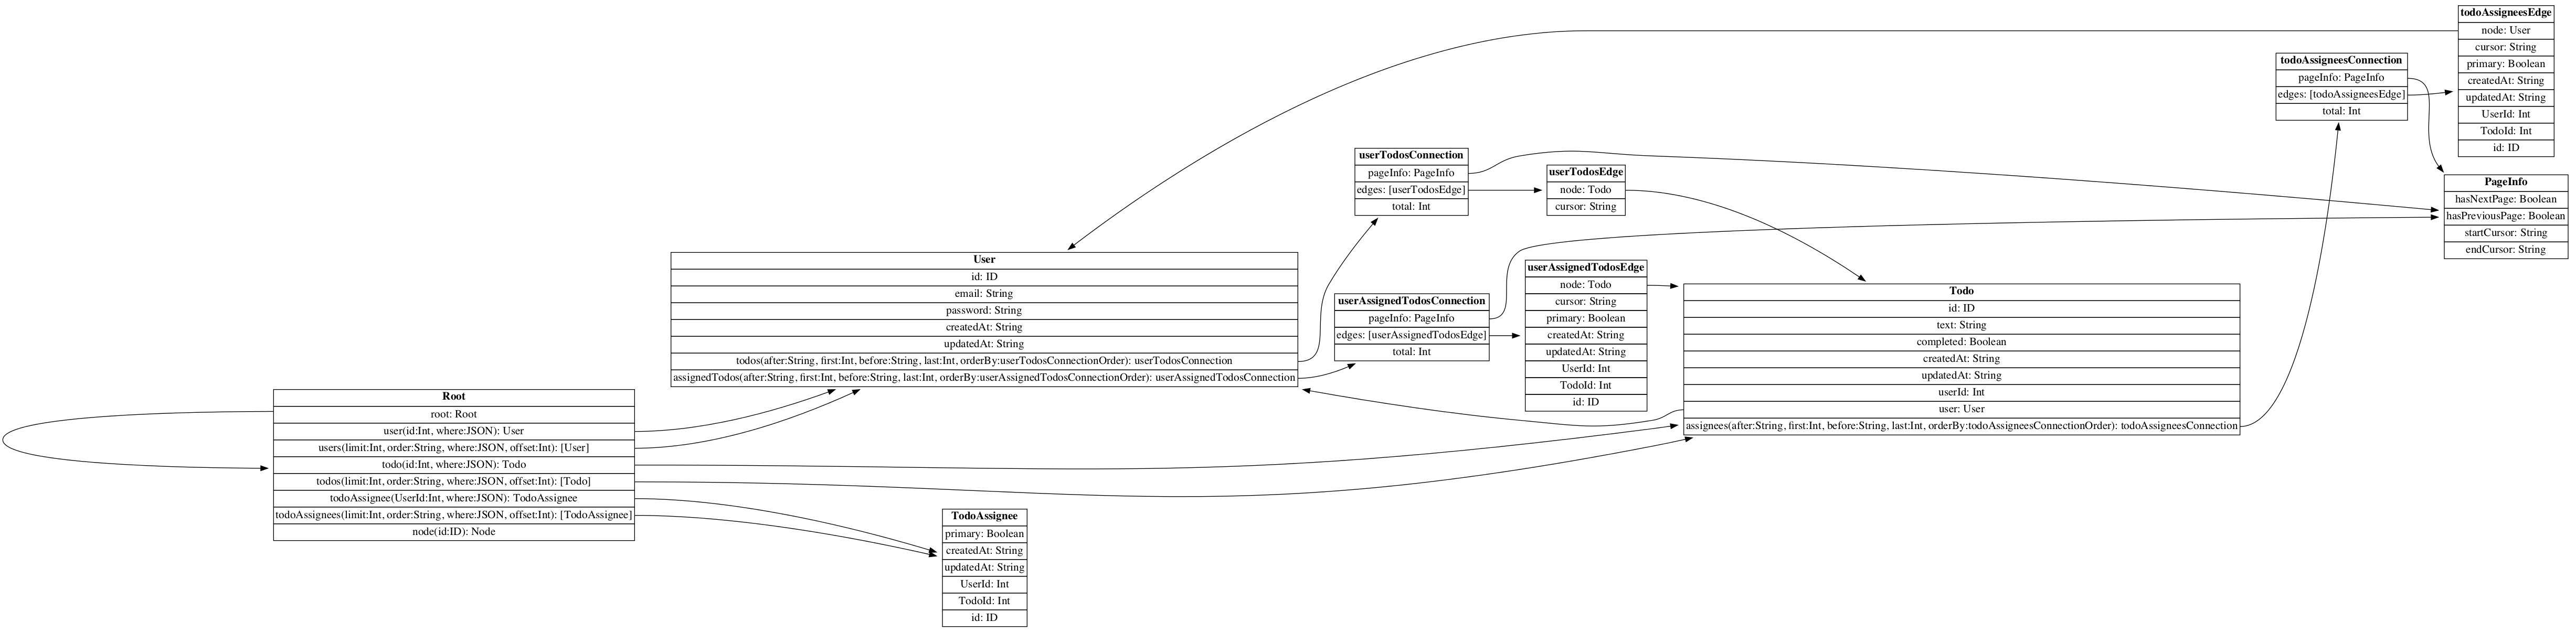 todoAssigneesEdge
node: User
cursor: String
primary: Boolean
createdAt: String
updatedAt: String
UserId: Int
TodoId: Int
id: ID
todoAssigneesConnection
pageInfo: PageInfo
edges: [todoAssigneesEdge]
total: Int
userTodosConnection
pageInfo: PageInfo
edges: [userTodosEdge]
total: Int
userTodosEdge
node: Todo
cursor: String
PageInfo
hasNextPage: Boolean
hasPreviousPage: Boolean
startCursor: String
endCursor: String
User
id: ID
email: String
password: String
createdAt: String
updatedAt: String
todos(after:String, first:Int, before:String, last:Int, orderBy:userTodosConnectionOrder): userTodosConnection
assignedTodos(after:String, first:Int, before:String, last:Int, orderBy:userAssignedTodosConnectionOrder): userAssignedTodosConnection
userAssignedTodosConnection
pageInfo: PageInfo
edges: [userAssignedTodosEdge]
total: Int
userAssignedTodosEdge
node: Todo
cursor: String
primary: Boolean
createdAt: String
updatedAt: String
UserId: Int
TodoId: Int
id: ID
Todo
id: ID
text: String
completed: Boolean
createdAt: String
updatedAt: String
userId: Int
user: User
assignees(after:String, first:Int, before:String, last:Int, orderBy:todoAssigneesConnectionOrder): todoAssigneesConnection
Root
root: Root
user(id:Int, where:JSON): User
users(limit:Int, order:String, where:JSON, offset:Int): [User]
todo(id:Int, where:JSON): Todo
todos(limit:Int, order:String, where:JSON, offset:Int): [Todo]
todoAssignee(UserId:Int, where:JSON): TodoAssignee
todoAssignees(limit:Int, order:String, where:JSON, offset:Int): [TodoAssignee]
node(id:ID): Node
TodoAssignee
primary: Boolean
createdAt: String
updatedAt: String
UserId: Int
TodoId: Int
id: ID